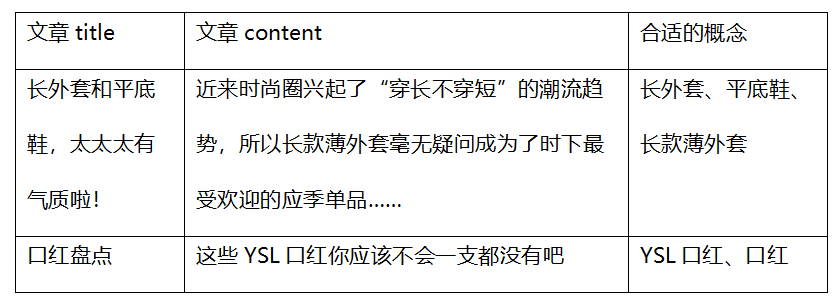 文章 title 文章 content 合适的概念
长外套和平底 近来时尚圈兴起了“穿长不穿短”的潮流趋 长外套、平底鞋、
鞋，太太太有 势，所以长款薄外套毫无疑问成为了时下最 长款薄外套
气质啦！ 受欢迎的应季单品……
口红盘点 这些 YSL 口红你应该不会一支都没有吧 YSL 口红、口红